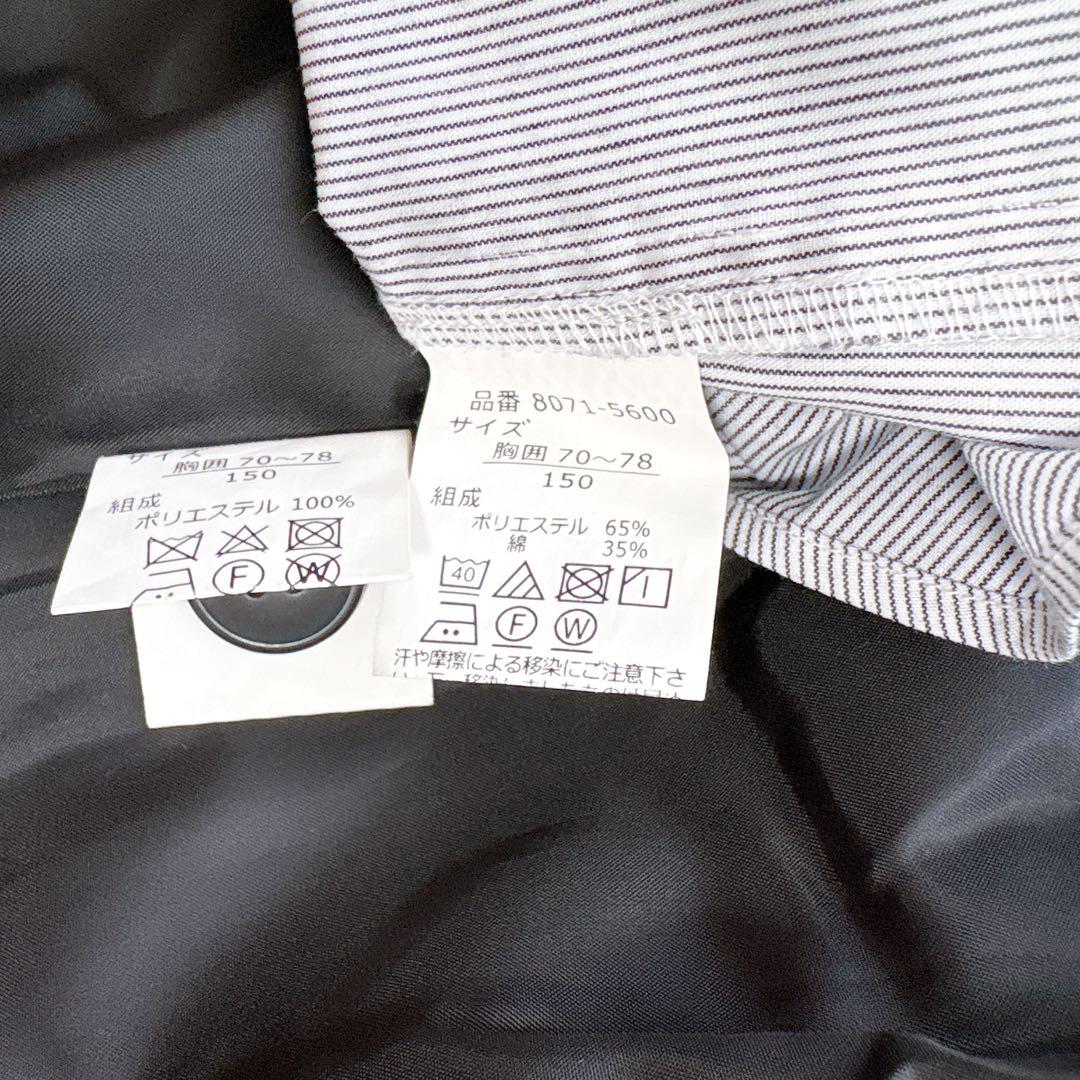 サイズ
胸囲 70～78
150
組成
ポリエステル 100%
F
W
品番 8071-5600
サイズ
胸囲 70～78
150
組成
ポリエステル 65%
綿 35%
40
F
W
汗や摩擦による移染にご注意下さ